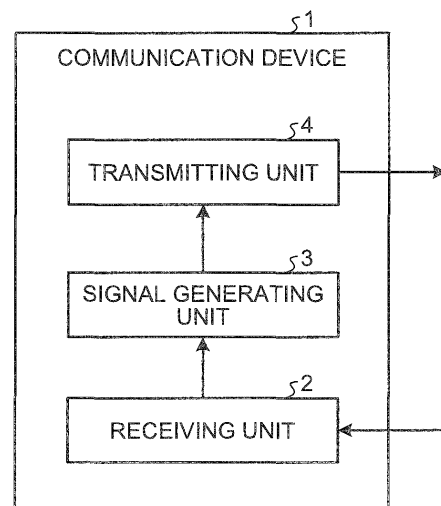 1
COMMUNICATION DEVICE
4
TRANSMITTING UNIT
3
SIGNAL GENERATING
UNIT
2
RECEIVING UNIT